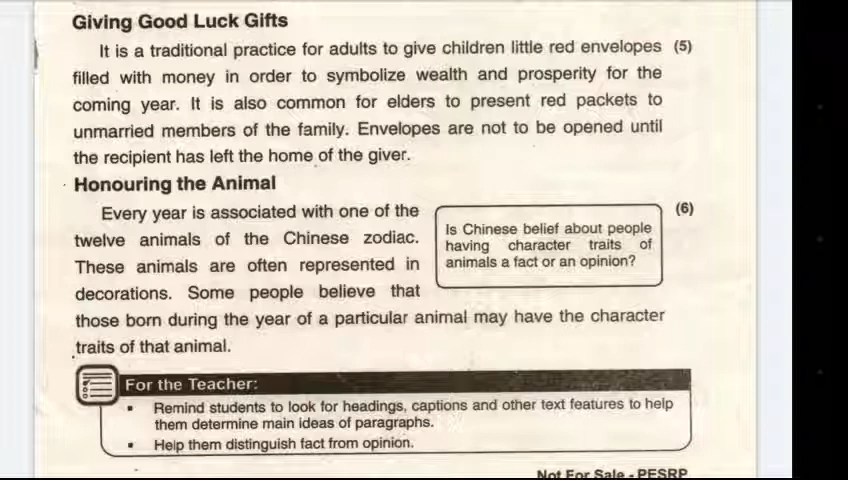 Giving Good Luck Gifts
It is a traditional practice for adults to give children little red envelopes (5)
filled with money in order to symbolize wealth and prosperity for the
coming year. It is also common for elders to present red packets to
unmarried members of the family. Envelopes are not to be opened until
the recipient has left the home of the giver.
Honouring the Animal
Every year is associated with one of the
twelve animals of the Chinese zodiac.
These animals are often represented in
decorations. Some people believe that
those born during the year of a particular animal may have the character
traits of that animal.
(6)
Is Chinese belief about people
having character traits of
animals a fact or an opinion?
For the Teacher:
▪ Remind students to look for headings, captions and other text features to help
them determine main ideas of paragraphs.
▪ Help them distinguish fact from opinion.
Not For Sale - PESRP